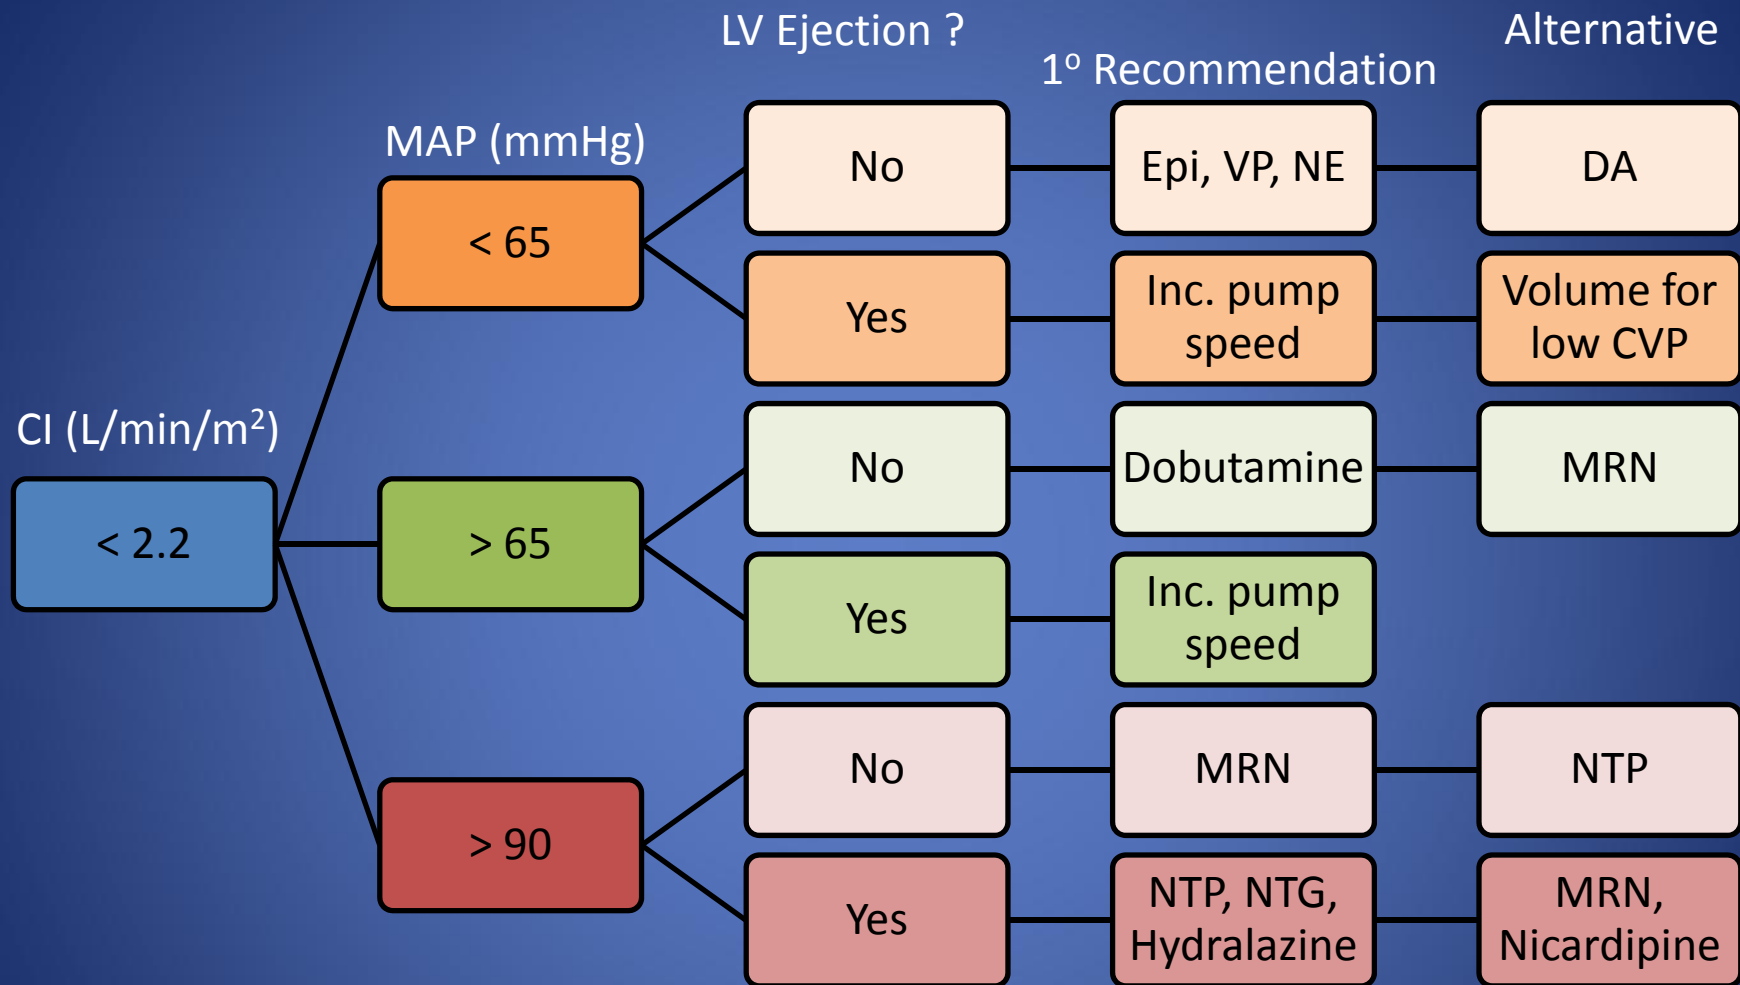 LV Ejection ?
Alternative
1º Recommendation
MAP (mmHg)
No
Epi, VP, NE
DA
< 65
Yes
Inc. pump
speed
Volume for
low CVP
CI (L/min/m²)
No
Dobutamine
MRN
< 2.2
> 65
Yes
Inc. pump
speed
No
MRN
NTP
> 90
Yes
NTP, NTG,
Hydralazine
MRN,
Nicardipine